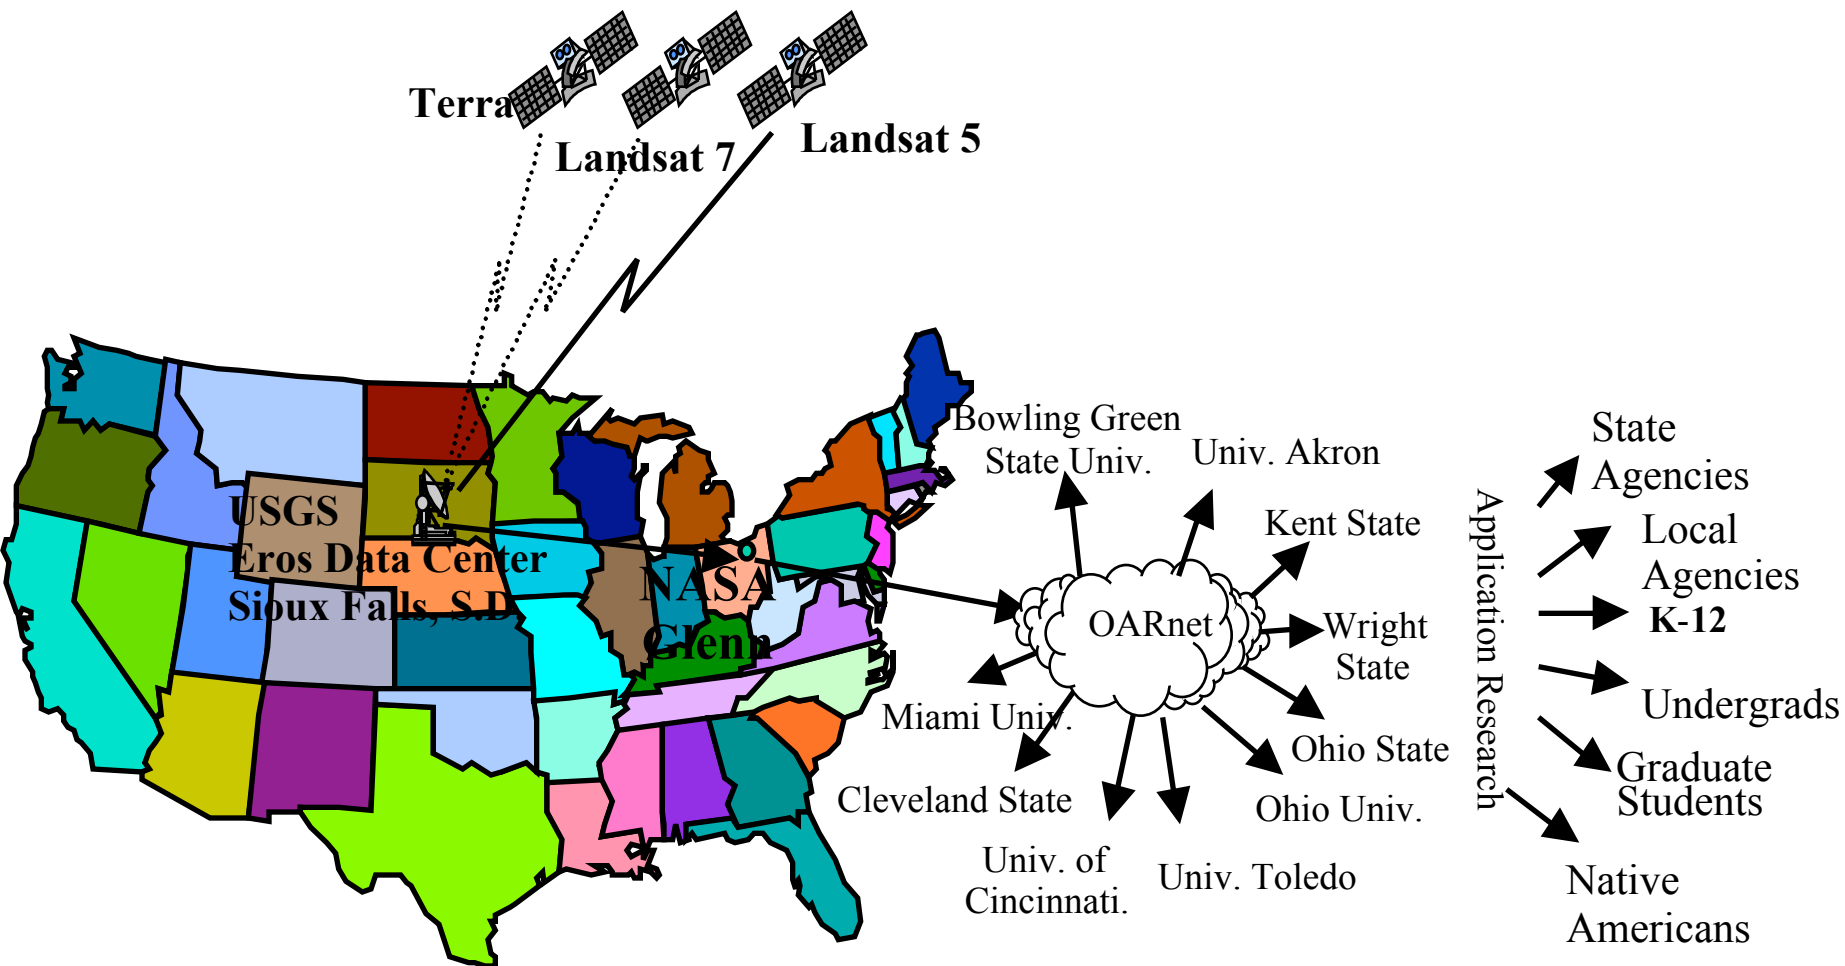 Terra
Landsat 7
Landsat 5
USGS
Eros Data Center
Sioux Falls, S.D
NASA
Glenn
OARnet
Bowling Green
State Univ.
Univ. Akron
Kent State
Wright
State
Ohio State
Ohio Univ.
Univ. Toledo
Univ. of
Cincinnati.
Cleveland State
Miami Univ.
Application Research
State
Agencies
Local
Agencies
K-12
Undergrads
Graduate
Students
Native
Americans